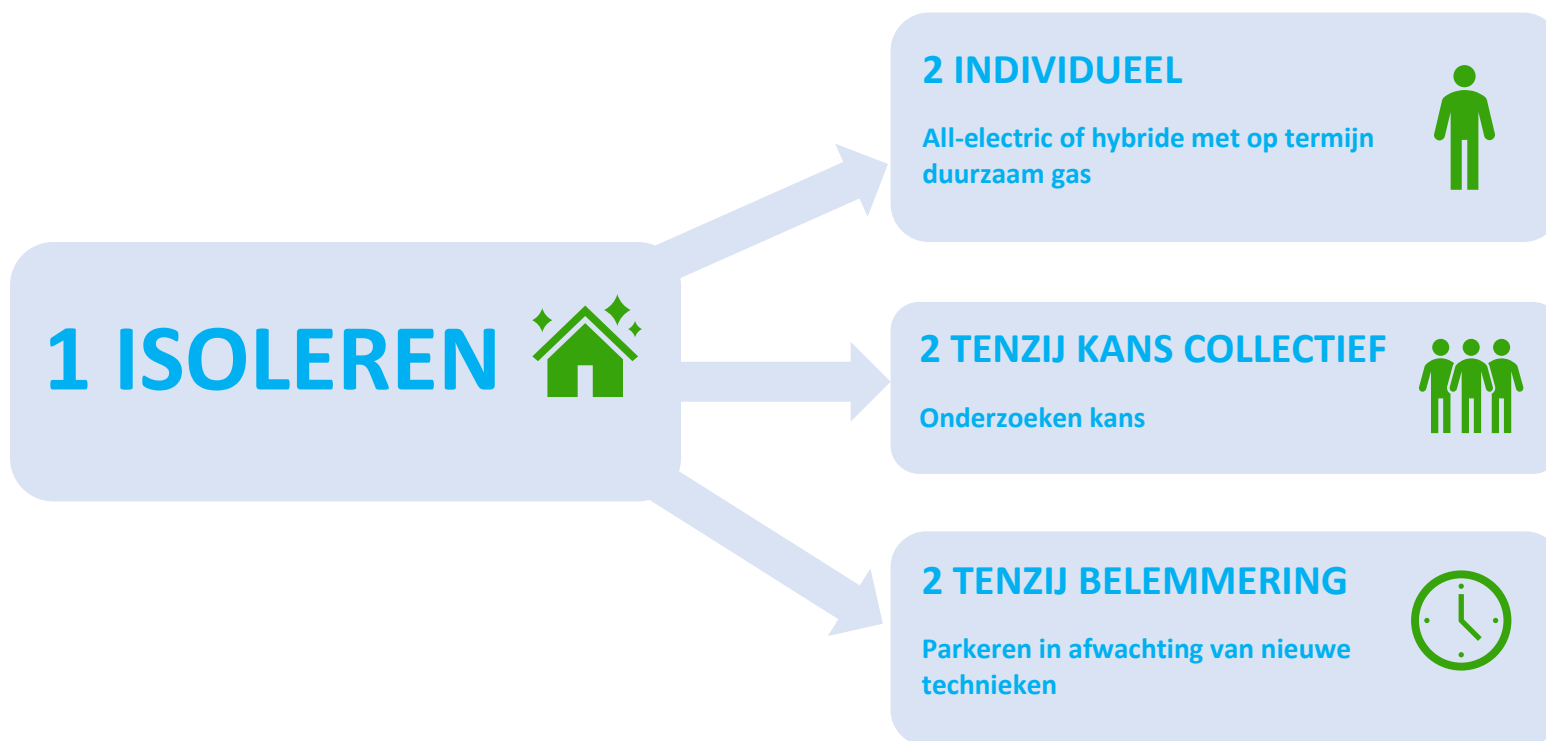 1 ISOLEREN
2 INDIVIDUEEL
All-electric of hybride met op termijn
duurzaam gas
2 TENZIJ KANS COLLECTIEF
Onderzoeken kans
2 TENZIJ BELEMMERING
Parkeren in afwachting van nieuwe
technieken